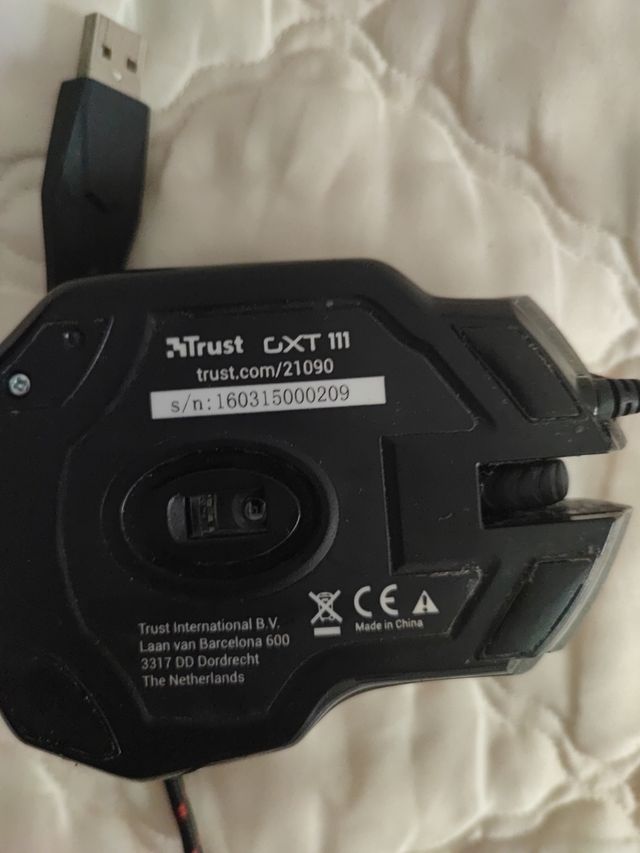 Trust GXT 111
trust.com/21090
s/n:160315000209
Trust International B.V.
Laan van Barcelona 600
3317 DD Dordrecht
The Netherlands
CE
Made in China